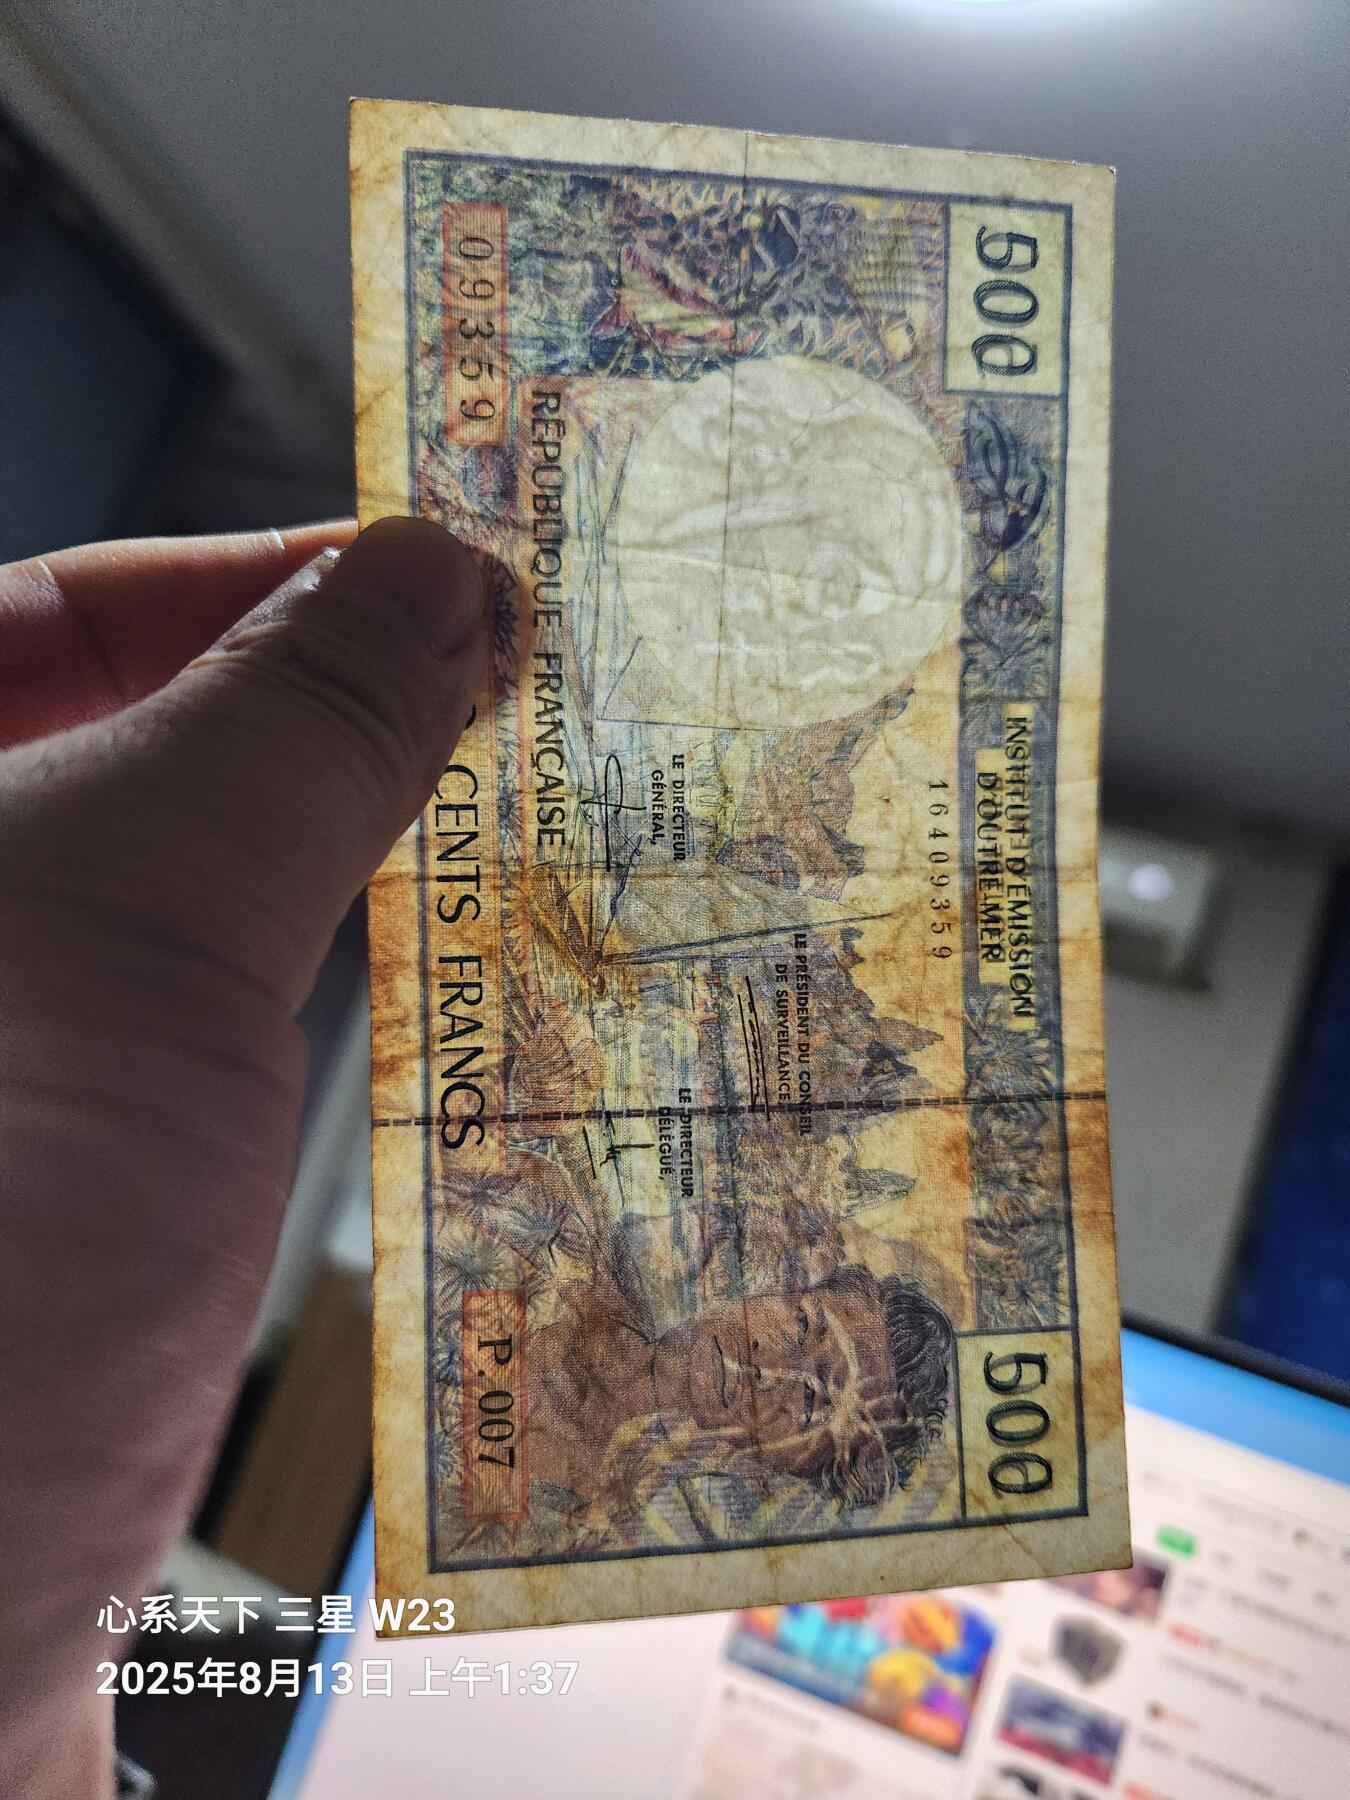 500
500
INSTITUT D'ÉMISSION
D'OUTRE-MER
16409359
LE PRÉSIDENT DU CONSEIL
DE SURVEILLANCE
LE DIRECTEUR
GÉNÉRAL,
LE DIRECTEUR
DÉLÉGUÉ,
RÉPUBLIQUE FRANÇAISE
09359
CENTS FRANCS
P.007
心系天下 三星 W23
2025年8月13日 上午1:37